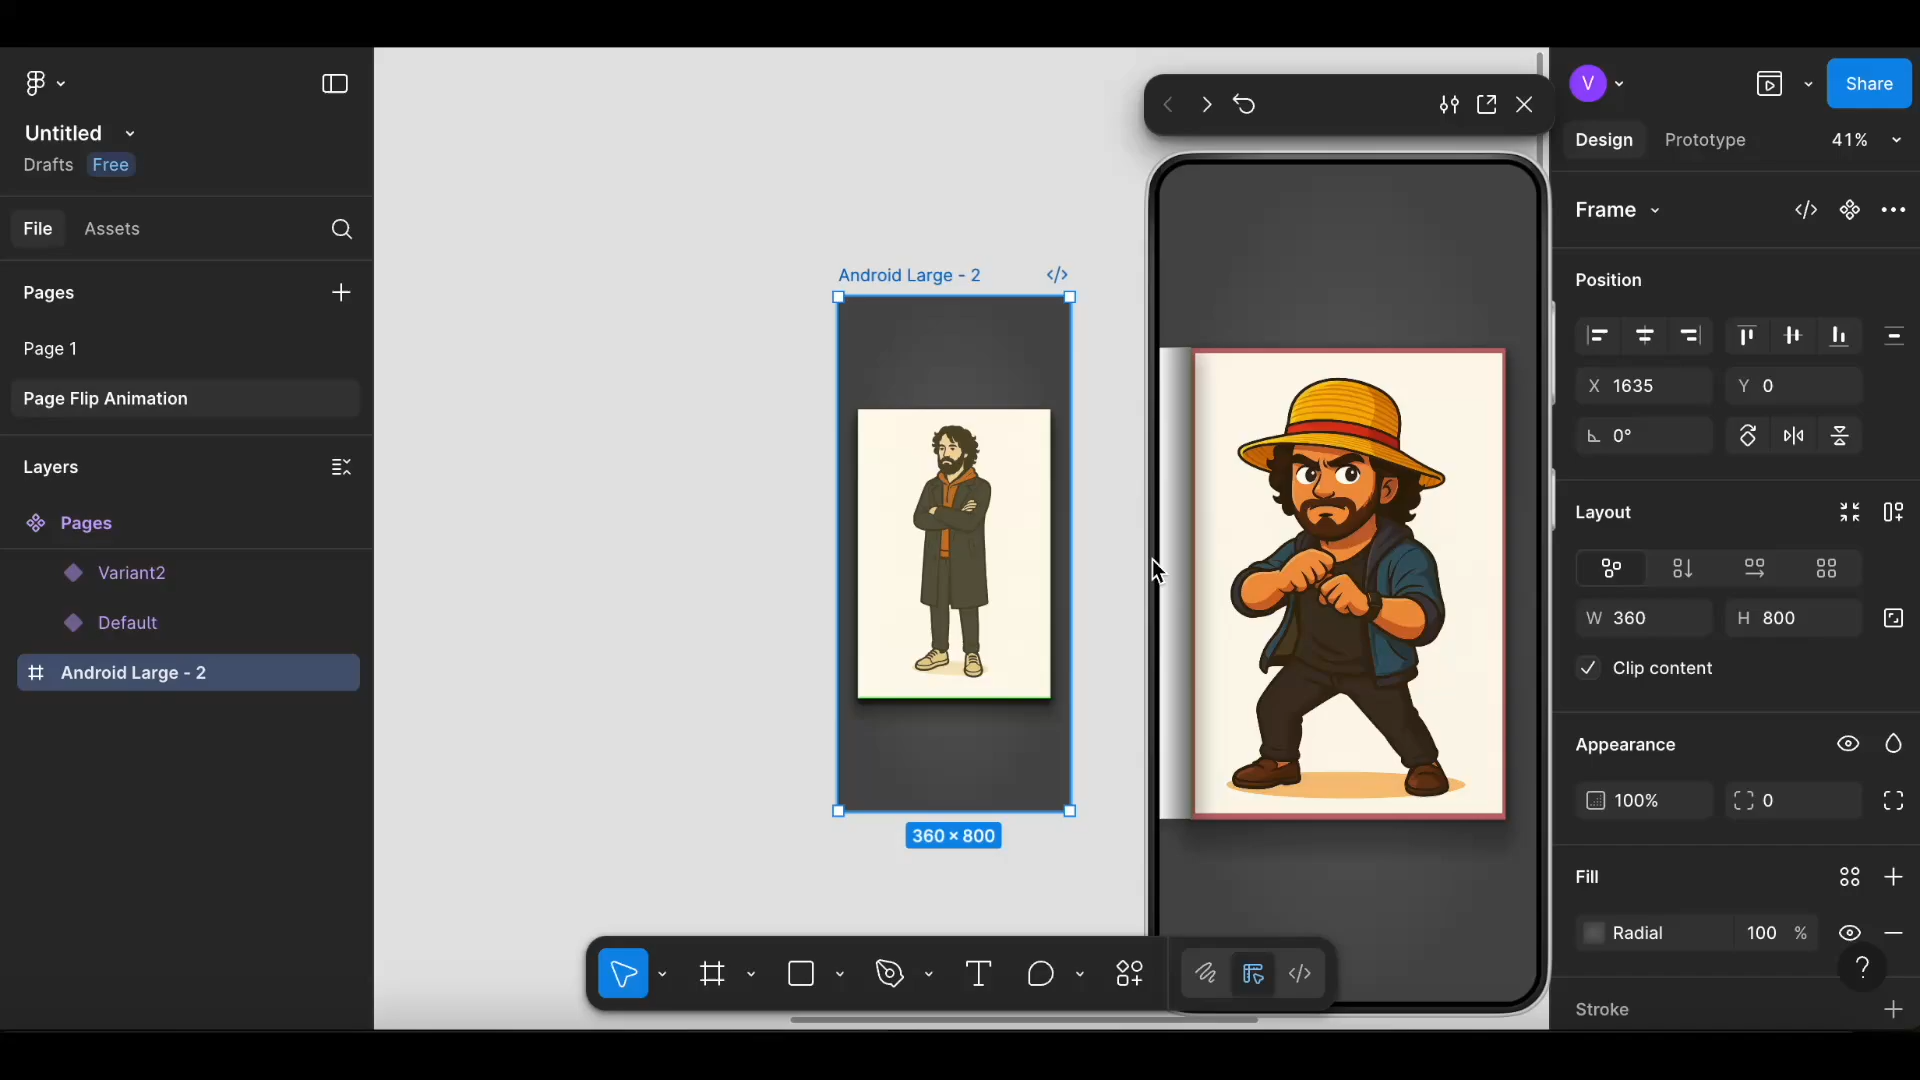 Untitled
Drafts Free
File Assets
Pages
Page 1
Page Flip Animation
Layers
Pages
Variant2
Default
Android Large - 2
Android Large - 2
360 × 800
V
Share
Design Prototype 41%
Frame
Position
X 1635 Y 0
0°
Layout
W 360 H 800
Clip content
Appearance
100% 0
Fill
Radial 100 %
?
Stroke